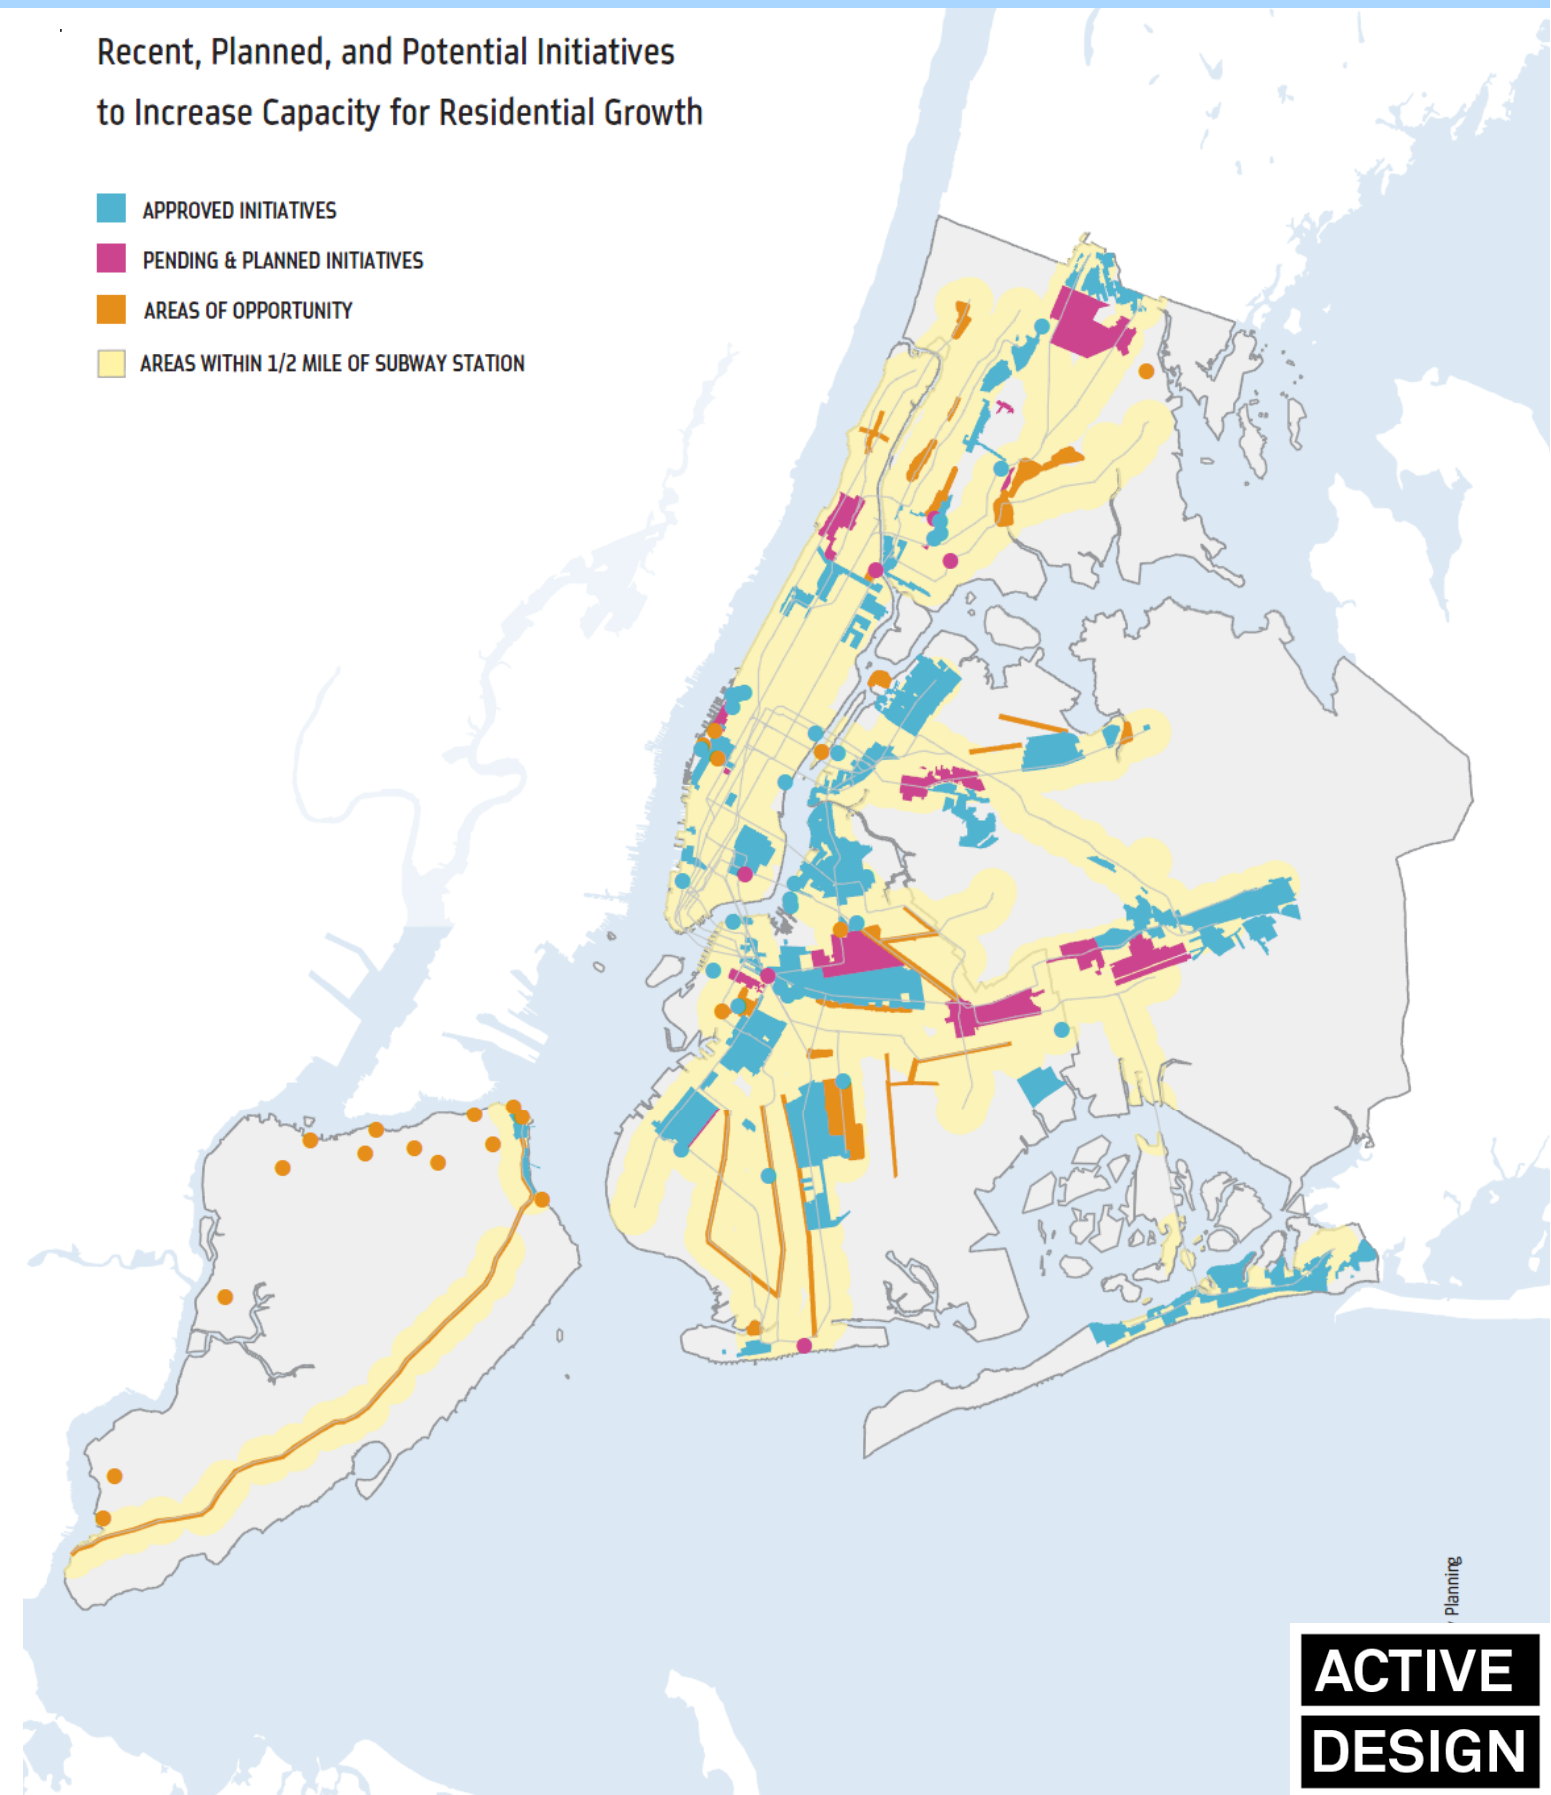 Recent, Planned, and Potential Initiatives
to Increase Capacity for Residential Growth
APPROVED INITIATIVES
PENDING & PLANNED INITIATIVES
AREAS OF OPPORTUNITY
AREAS WITHIN 1/2 MILE OF SUBWAY STATION
Planning
ACTIVE
DESIGN